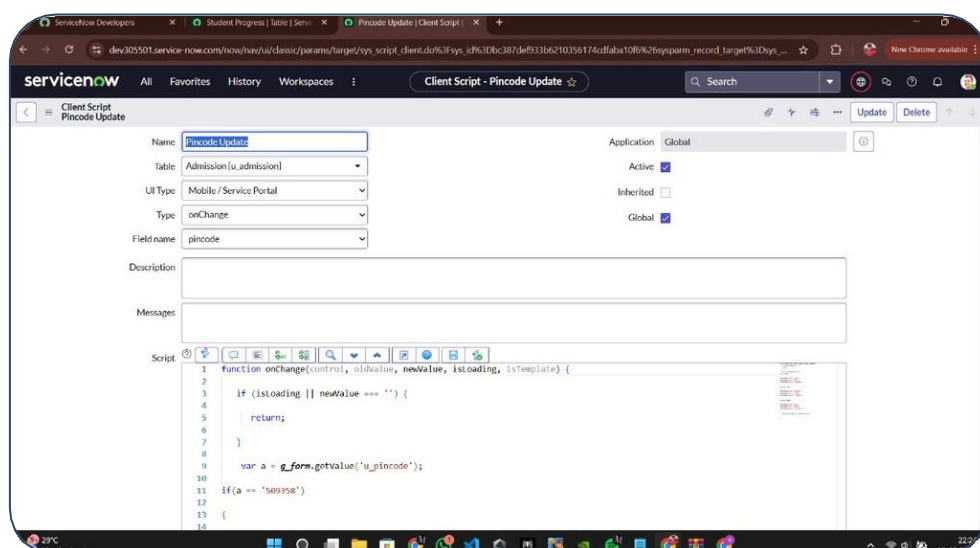 ServiceNow Developers
Student Progress | Table | Servic
Pincode Update | Client Script |
dev305501.service-now.com/now/nav/ui/classic/params/target/sys_script_client.do%3Fsys_id%3Dbc387def933b6210356174cdfaba10f6%26sysparm_record_target%3Dsys_...
New Chrome available
servicenow All Favorites History Workspaces
Client Script - Pincode Update
Search
Client Script
Pincode Update
Update Delete
Name Pincode Update
Application Global
Table Admission [u_admission]
Active
UI Type Mobile / Service Portal
Inherited
Type onChange
Global
Field name pincode
Description
Messages
Script
1 function onChange(control, oldValue, newValue, isLoading, isTemplate) {
2
3 if (isLoading || newValue === '') {
4
5 return;
6
7 }
8
9 var a = g_form.getValue('u_pincode');
10
11 if(a == '509358')
12
13 {
14
29°C